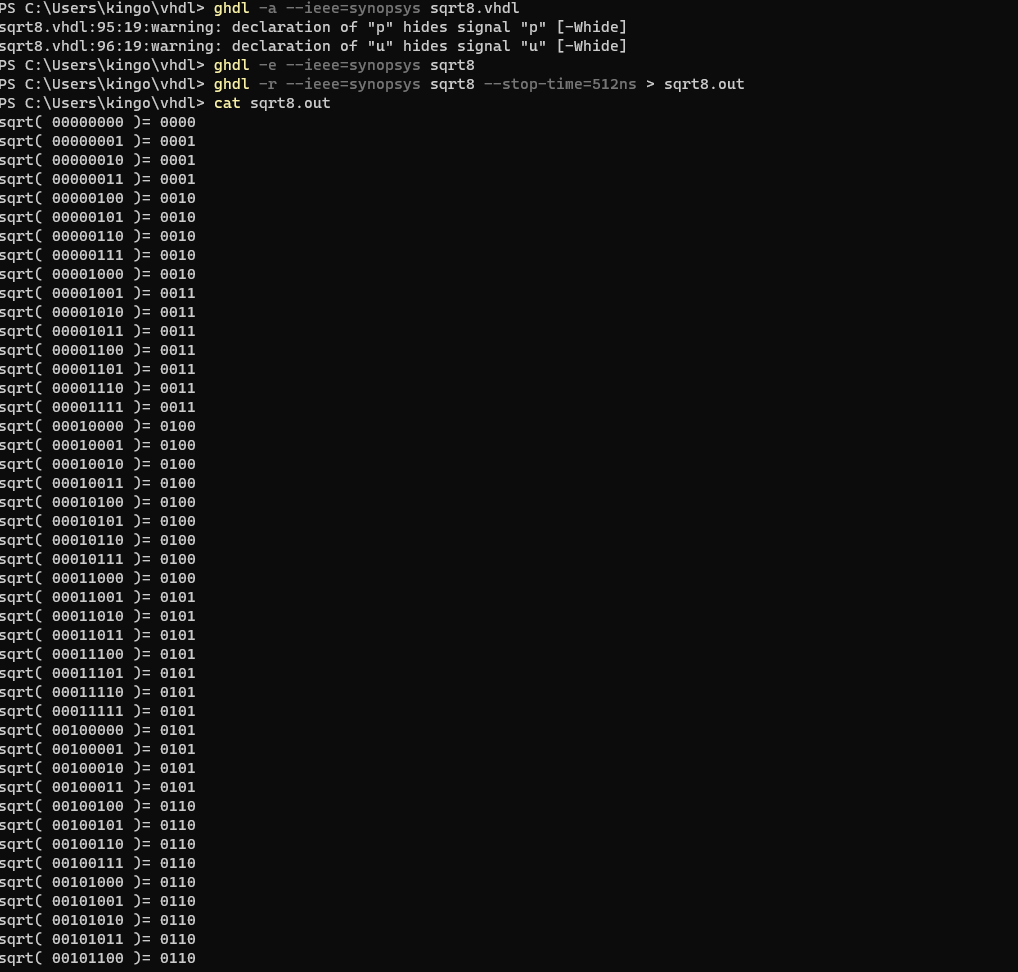 PS C:\Users\kingo\vhdl> ghdl -a --ieee=synopsys sqrt8.vhdl
sqrt8.vhdl:95:19:warning: declaration of "p" hides signal "p" [-Whide]
sqrt8.vhdl:96:19:warning: declaration of "u" hides signal "u" [-Whide]
PS C:\Users\kingo\vhdl> ghdl -e --ieee=synopsys sqrt8
PS C:\Users\kingo\vhdl> ghdl -r --ieee=synopsys sqrt8 --stop-time=512ns > sqrt8.out
PS C:\Users\kingo\vhdl> cat sqrt8.out
sqrt( 00000000 )= 0000
sqrt( 00000001 )= 0001
sqrt( 00000010 )= 0001
sqrt( 00000011 )= 0001
sqrt( 00000100 )= 0010
sqrt( 00000101 )= 0010
sqrt( 00000110 )= 0010
sqrt( 00000111 )= 0010
sqrt( 00001000 )= 0010
sqrt( 00001001 )= 0011
sqrt( 00001010 )= 0011
sqrt( 00001011 )= 0011
sqrt( 00001100 )= 0011
sqrt( 00001101 )= 0011
sqrt( 00001110 )= 0011
sqrt( 00001111 )= 0011
sqrt( 00010000 )= 0100
sqrt( 00010001 )= 0100
sqrt( 00010010 )= 0100
sqrt( 00010011 )= 0100
sqrt( 00010100 )= 0100
sqrt( 00010101 )= 0100
sqrt( 00010110 )= 0100
sqrt( 00010111 )= 0100
sqrt( 00011000 )= 0100
sqrt( 00011001 )= 0101
sqrt( 00011010 )= 0101
sqrt( 00011011 )= 0101
sqrt( 00011100 )= 0101
sqrt( 00011101 )= 0101
sqrt( 00011110 )= 0101
sqrt( 00011111 )= 0101
sqrt( 00100000 )= 0101
sqrt( 00100001 )= 0101
sqrt( 00100010 )= 0101
sqrt( 00100011 )= 0101
sqrt( 00100100 )= 0110
sqrt( 00100101 )= 0110
sqrt( 00100110 )= 0110
sqrt( 00100111 )= 0110
sqrt( 00101000 )= 0110
sqrt( 00101001 )= 0110
sqrt( 00101010 )= 0110
sqrt( 00101011 )= 0110
sqrt( 00101100 )= 0110